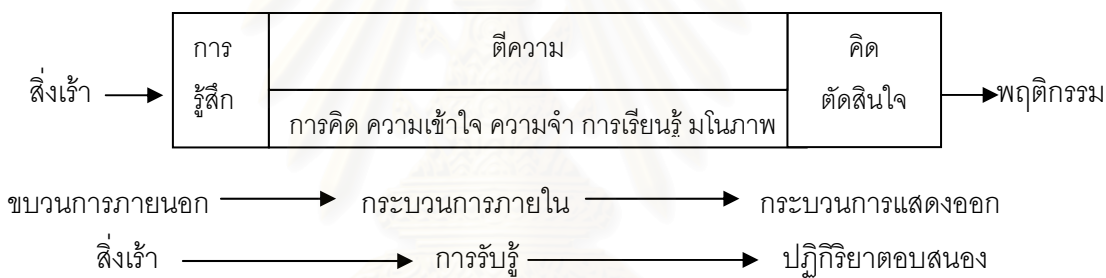 การ ตีความ คิด
สิ่งเร้า รู้สึก ตัดสินใจ พฤติกรรม
การคิด ความเข้าใจ ความจำ การเรียนรู้ มโนภาพ
ขบวนการภายนอก กระบวนการภายใน กระบวนการแสดงออก
สิ่งเร้า การรับรู้ ปฏิกิริยาตอบสนอง